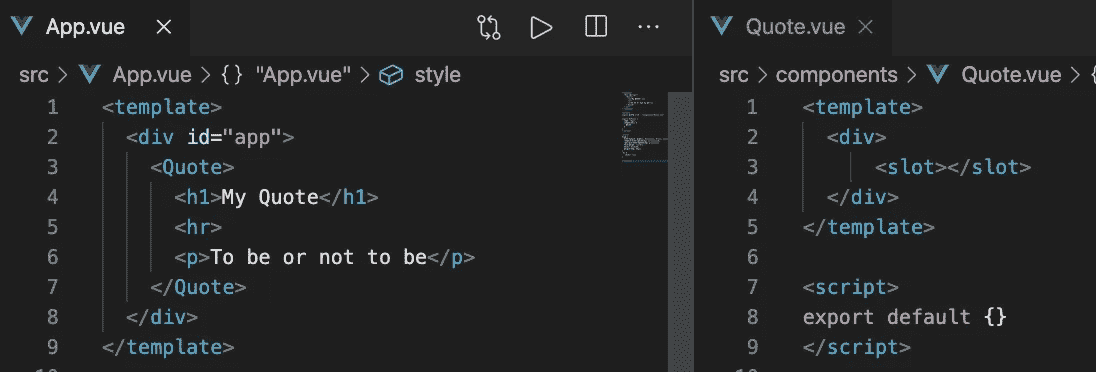 App.vue
src > App.vue > {} "App.vue" > style
1 <template>
2 <div id="app">
3 <Quote>
4 <h1>My Quote</h1>
5 <hr>
6 <p>To be or not to be</p>
7 </Quote>
8 </div>
9 </template>
Quote.vue
src > components > Quote.vue > {
1 <template>
2 <div>
3 <slot></slot>
4 </div>
5 </template>
6
7 <script>
8 export default {}
9 </script>